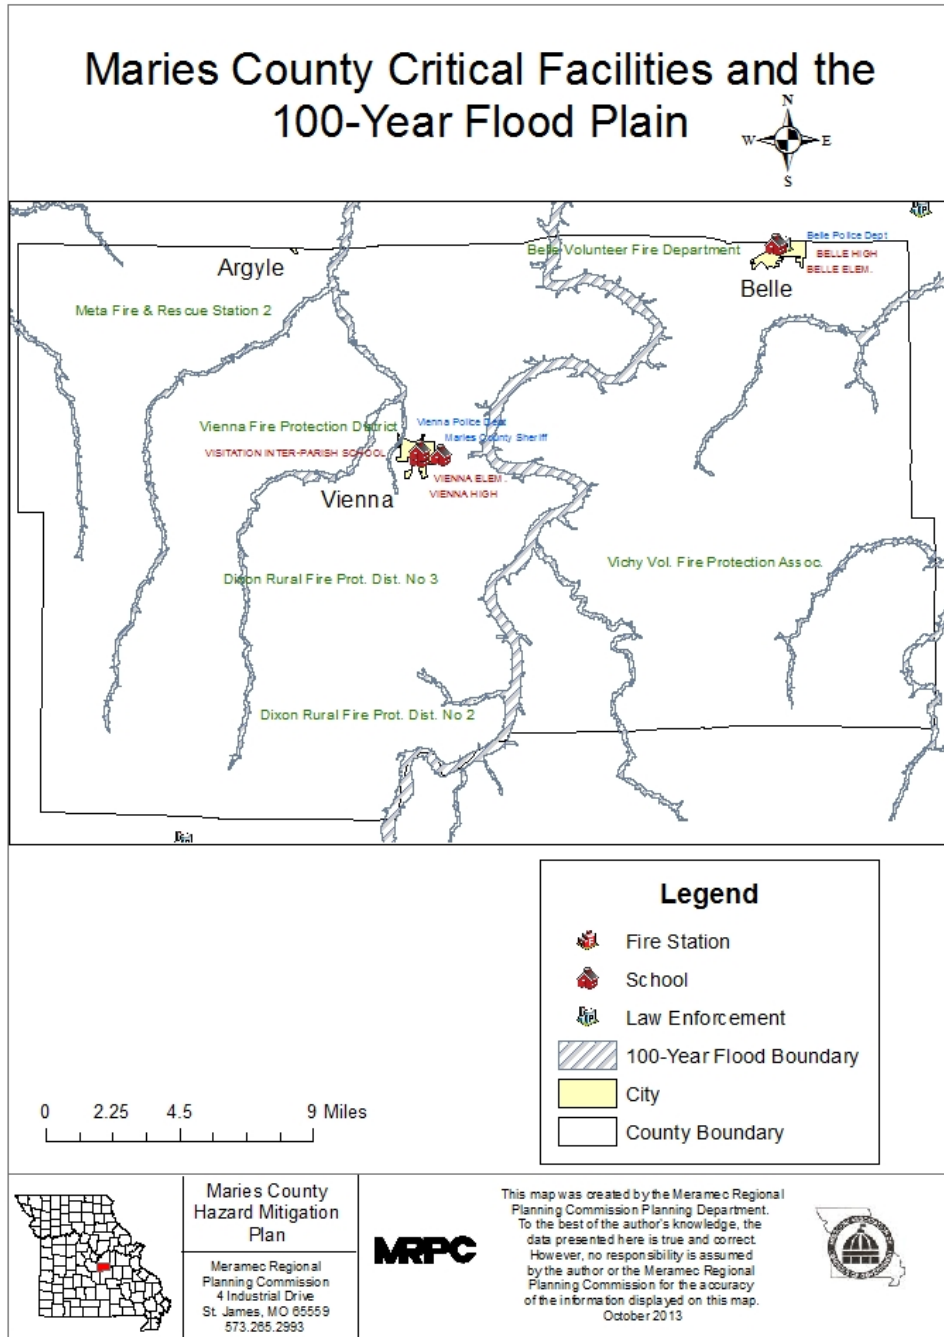 Maries County Critical Facilities and the
100-Year Flood Plain
N
W E
S
Belle Police Dept
Belle Volunteer Fire Department
BELLE HIGH
Argyle
BELLE ELEM.
Belle
Meta Fire & Rescue Station 2
Vienna Police Dept
Vienna Fire Protection District
Maries County Sheriff
VISITATION INTER-PARISH SCHOOL
VIENNA ELEM.
VIENNA HIGH
Vienna
Vichy Vol. Fire Protection Assoc.
Dixon Rural Fire Prot. Dist. No 3
Dixon Rural Fire Prot. Dist. No 2
Legend
Fire Station
School
Law Enforcement
100-Year Flood Boundary
City
County Boundary
0 2.25 4.5 9 Miles
Maries County
Hazard Mitigation
Plan
Meramec Regional
Planning Commission
4 Industrial Drive
St. James, MO 65559
573.265.2993
MRPC
This map was created by the Meramec Regional
Planning Commission Planning Department.
To the best of the author's knowledge, the
data presented here is true and correct.
However, no responsibility is assumed
by the author or the Meramec Regional
Planning Commission for the accuracy
of the information displayed on this map.
October 2013